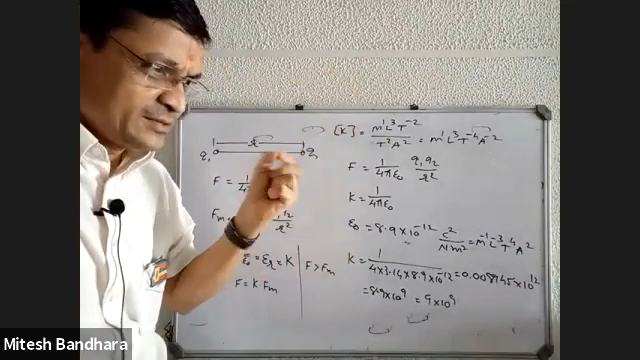 r
q₁ q₂
F = 1/4
Fm
r²
F = K·Fm
F > Fm
[K] = M¹L³T⁻² / T²A² = M¹L³T⁻⁴A⁻²
F = 1/4πε₀ q₁q₂/r²
K = 1/4πε₀
ε₀ = 8.9×10⁻¹² C²/Nm² = M⁻¹L⁻³T⁴A²
K = 1/4×3.14×8.9×10⁻¹² = 0.008945×10¹²
= 8.9×10⁹ = 9×10⁹
Mitesh Bandhara